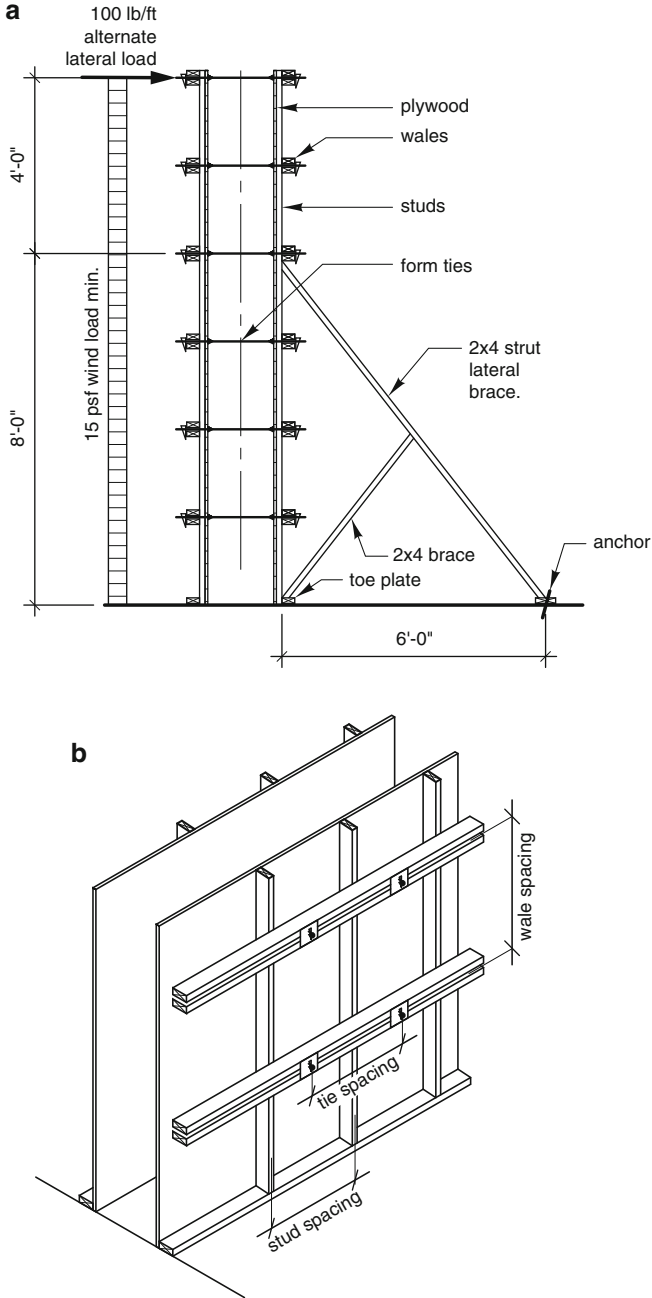 a
100 lb/ft
alternate
lateral load
plywood
wales
4'-0"
studs
form ties
15 psf wind load min.
2x4 strut
lateral
brace.
8'-0"
2x4 brace
anchor
toe plate
6'-0"
b
wale spacing
tie spacing
stud spacing